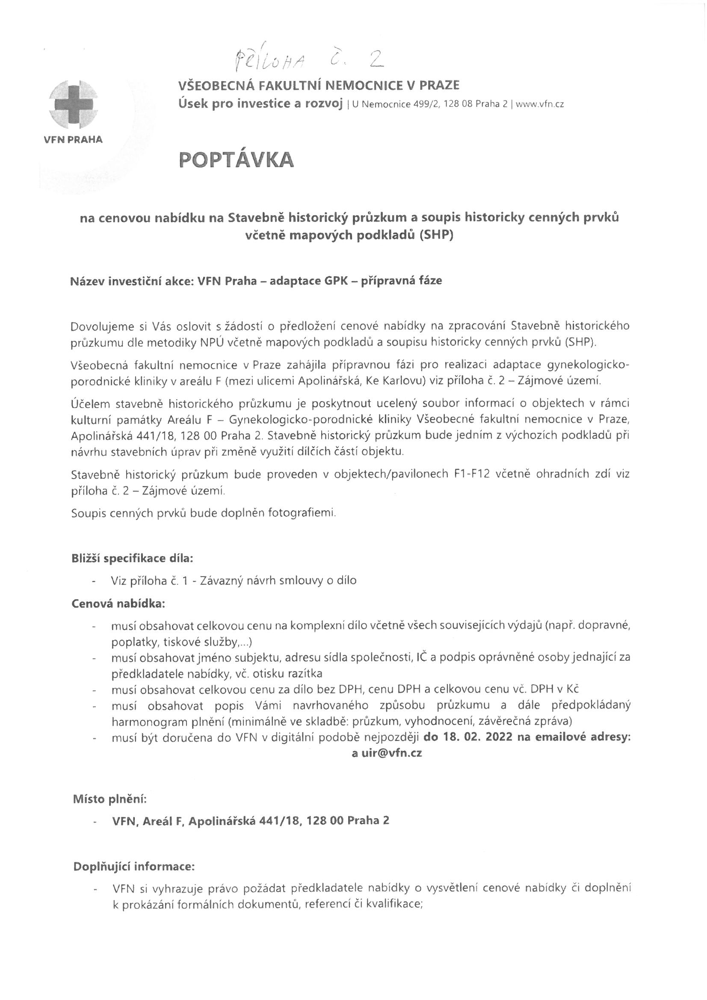 PŘÍLOHA č. 2
VŠEOBECNÁ FAKULTNÍ NEMOCNICE V PRAZE
Úsek pro investice a rozvoj | U Nemocnice 499/2, 128 08 Praha 2 | www.vfn.cz
VFN PRAHA
POPTÁVKA
na cenovou nabídku na Stavebně historický průzkum a soupis historicky cenných prvků
včetně mapových podkladů (SHP)
Název investiční akce: VFN Praha – adaptace GPK – přípravná fáze
Dovolujeme si Vás oslovit s žádostí o předložení cenové nabídky na zpracování Stavebně historického
průzkumu dle metodiky NPÚ včetně mapových podkladů a soupisu historicky cenných prvků (SHP).
Všeobecná fakultní nemocnice v Praze zahájila přípravnou fázi pro realizaci adaptace gynekologicko-
porodnické kliniky v areálu F (mezi ulicemi Apolinářská, Ke Karlovu) viz příloha č. 2 – Zájmové území.
Účelem stavebně historického průzkumu je poskytnout ucelený soubor informací o objektech v rámci
kulturní památky Areálu F – Gynekologicko-porodnické kliniky Všeobecné fakultní nemocnice v Praze,
Apolinářská 441/18, 128 00 Praha 2. Stavebně historický průzkum bude jedním z výchozích podkladů při
návrhu stavebních úprav při změně využití dílčích částí objektu.
Stavebně historický průzkum bude proveden v objektech/pavilonech F1-F12 včetně ohradních zdí viz
příloha č. 2 – Zájmové území.
Soupis cenných prvků bude doplněn fotografiemi.
Bližší specifikace díla:
- Viz příloha č. 1 - Závazný návrh smlouvy o dílo
Cenová nabídka:
- musí obsahovat celkovou cenu na komplexní dílo včetně všech souvisejících výdajů (např. dopravné,
poplatky, tiskové služby,...)
- musí obsahovat jméno subjektu, adresu sídla společnosti, IČ a podpis oprávněné osoby jednající za
předkladatele nabídky, vč. otisku razítka
- musí obsahovat celkovou cenu za dílo bez DPH, cenu DPH a celkovou cenu vč. DPH v Kč
- musí obsahovat popis Vámi navrhovaného způsobu průzkumu a dále předpokládaný
harmonogram plnění (minimálně ve skladbě: průzkum, vyhodnocení, závěrečná zpráva)
- musí být doručena do VFN v digitální podobě nejpozději do 18. 02. 2022 na emailové adresy:
a uir@vfn.cz
Místo plnění:
- VFN, Areál F, Apolinářská 441/18, 128 00 Praha 2
Doplňující informace:
- VFN si vyhrazuje právo požádat předkladatele nabídky o vysvětlení cenové nabídky či doplnění
k prokázání formálních dokumentů, referencí či kvalifikace;